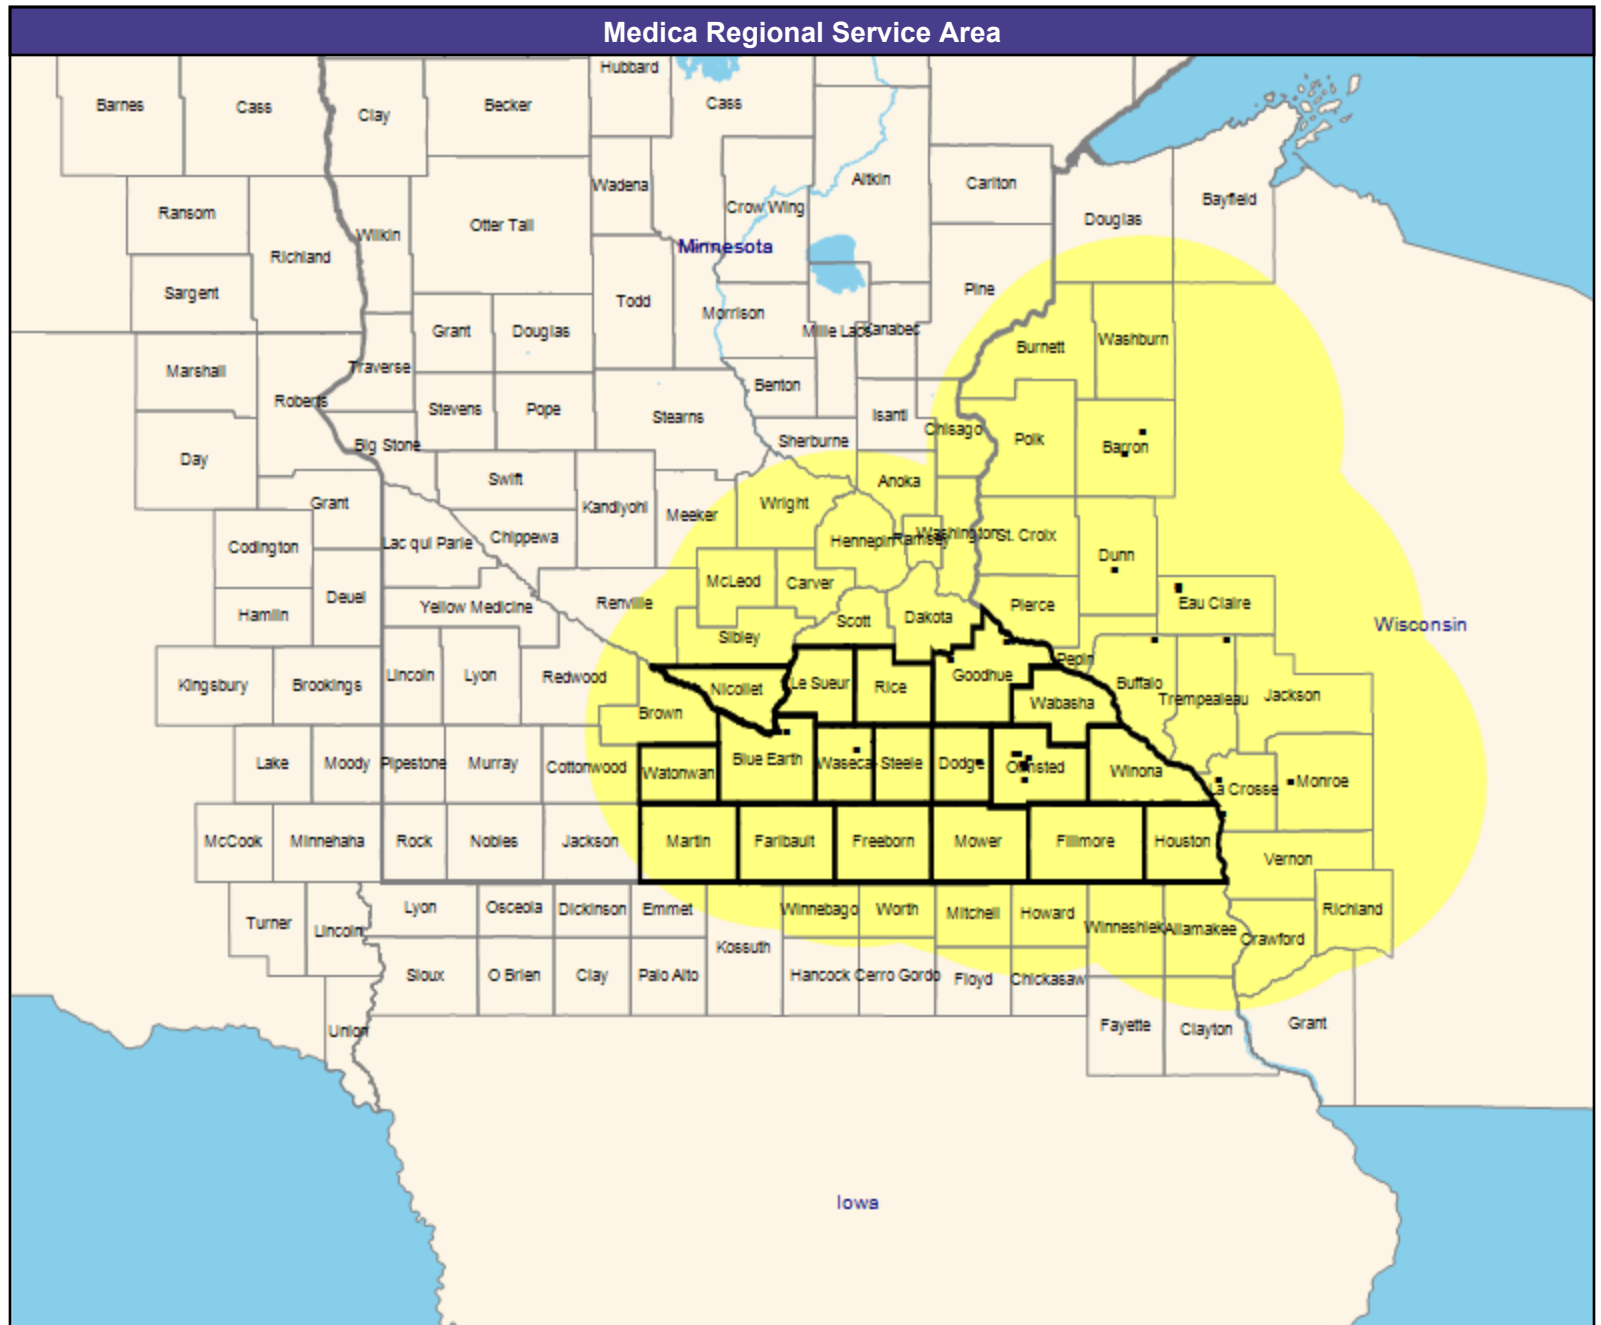 Medica Regional Service Area
Hubbard
Barnes
Cass
Clay
Becker
Cass
Wadena
Aitkin
Carlton
Ransom
Crow Wing
Douglas
Bayfield
Otter Tail
Wilkin
Minnesota
Richland
Sargent
Todd
Pine
Morrison
Grant
Douglas
Mille Lacs
Kanabec
Burnett
Washburn
Marshall
Traverse
Benton
Roberts
Stevens
Pope
Stearns
Isanti
Chisago
Polk
Barron
Big Stone
Sherburne
Day
Swift
Anoka
Grant
Kandiyohi
Meeker
Wright
Codington
Lac qui Parle
Chippewa
Hennepin
Ramsey
Washington
St. Croix
Dunn
Deuel
McLeod
Carver
Hamlin
Yellow Medicine
Renville
Scott
Dakota
Pierce
Eau Claire
Wisconsin
Sibley
Pepin
Kingsbury
Brookings
Lincoln
Lyon
Redwood
Nicollet
Le Sueur
Rice
Goodhue
Buffalo
Trempealeau
Jackson
Brown
Wabasha
Lake
Moody
Pipestone
Murray
Cottonwood
Watonwan
Blue Earth
Waseca
Steele
Dodge
Olmsted
Winona
La Crosse
Monroe
McCook
Minnehaha
Rock
Nobles
Jackson
Martin
Faribault
Freeborn
Mower
Fillmore
Houston
Vernon
Turner
Lincoln
Lyon
Osceola
Dickinson
Emmet
Winnebago
Worth
Mitchell
Howard
Winneshiek
Allamakee
Crawford
Richland
Kossuth
Sioux
O Brien
Clay
Palo Alto
Hancock
Cerro Gordo
Floyd
Chickasaw
Union
Fayette
Clayton
Grant
Iowa